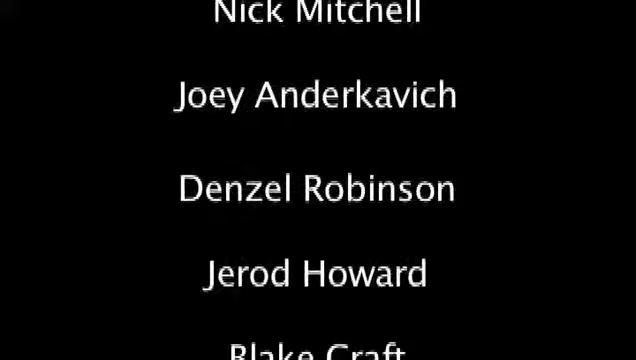 Nick Mitchell
Joey Anderkavich
Denzel Robinson
Jerod Howard
Blake Craft